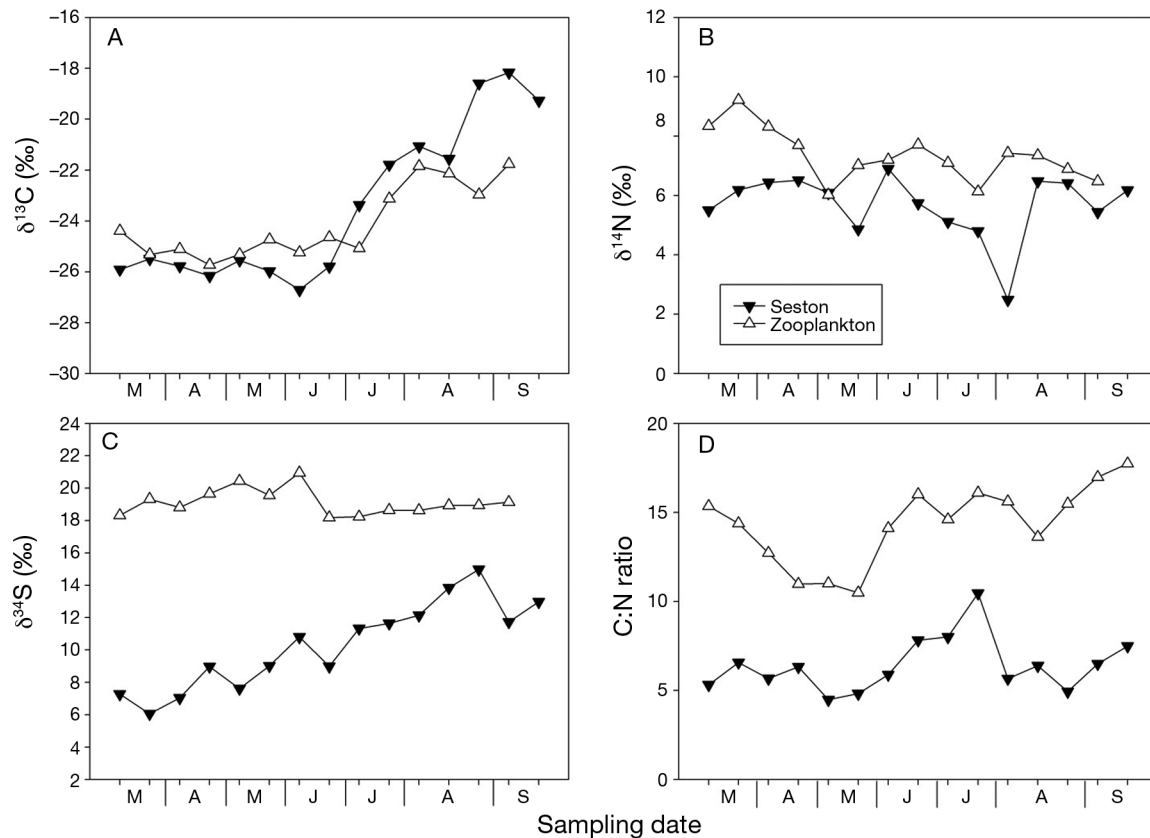 A
−16
−18
−20
−22
−24
−26
−28
−30
δ¹³C (‰)
M A M J J A S
B
12
10
8
6
4
2
0
δ¹⁴N (‰)
Seston
Zooplankton
M A M J J A S
C
24
22
20
18
16
14
12
10
8
6
4
2
δ³⁴S (‰)
M A M J J A S
D
20
15
10
5
0
C:N ratio
M A M J J A S
Sampling date